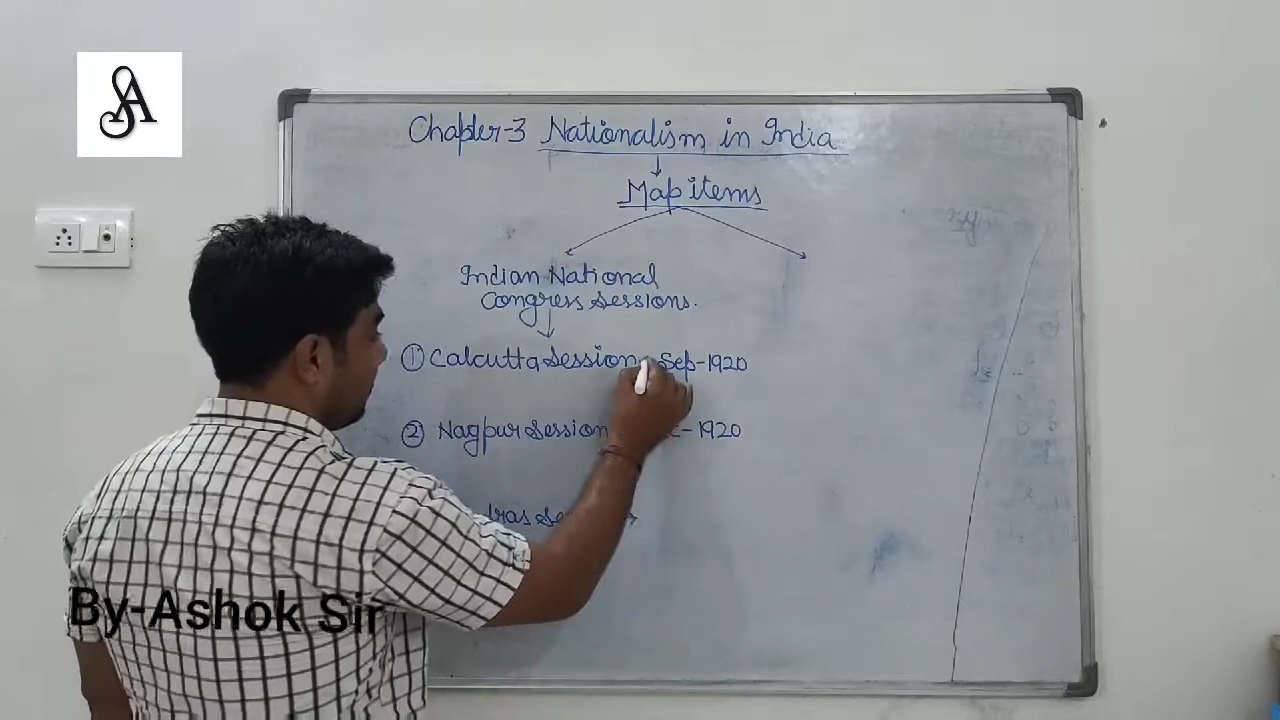 SA
Chapter-3 Nationalism in India
Map items
Indian National
Congress Sessions.
① Calcutta Session Sep-1920
② Nagpur Session - 1920
By-Ashok Sir